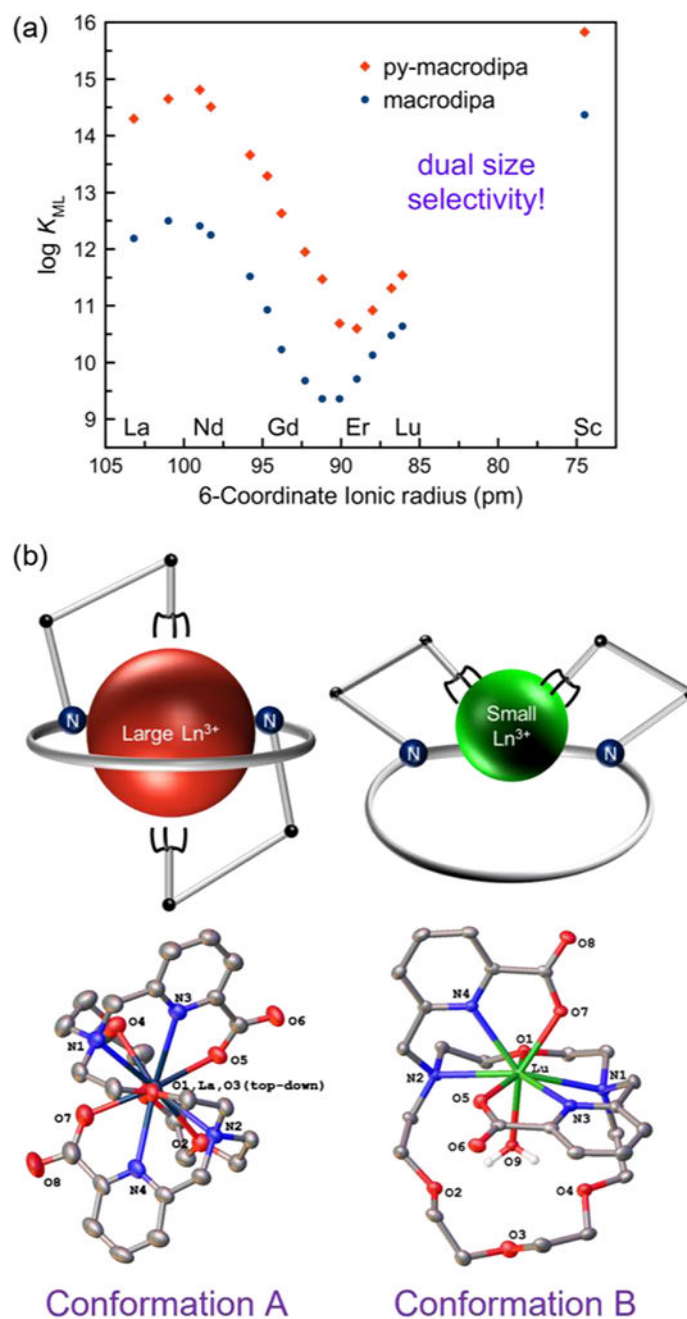 (a)
16
15
14
13
12
11
10
9
log K_ML
py-macrodipa
macrodipa
dual size
selectivity!
La Nd Gd Er Lu Sc
105 100 95 90 85 80 75
6-Coordinate Ionic radius (pm)
(b)
N Large Ln³⁺ N
N Small N
Ln³⁺
N3
O4
O6
N1
O5
O1,La,O3(top-down)
O7
N2
O2
O8
N4
O8
N4
O7
O1
Lu
N2
N1
O5
N3
O6
O9
O2
O4
O3
Conformation A
Conformation B